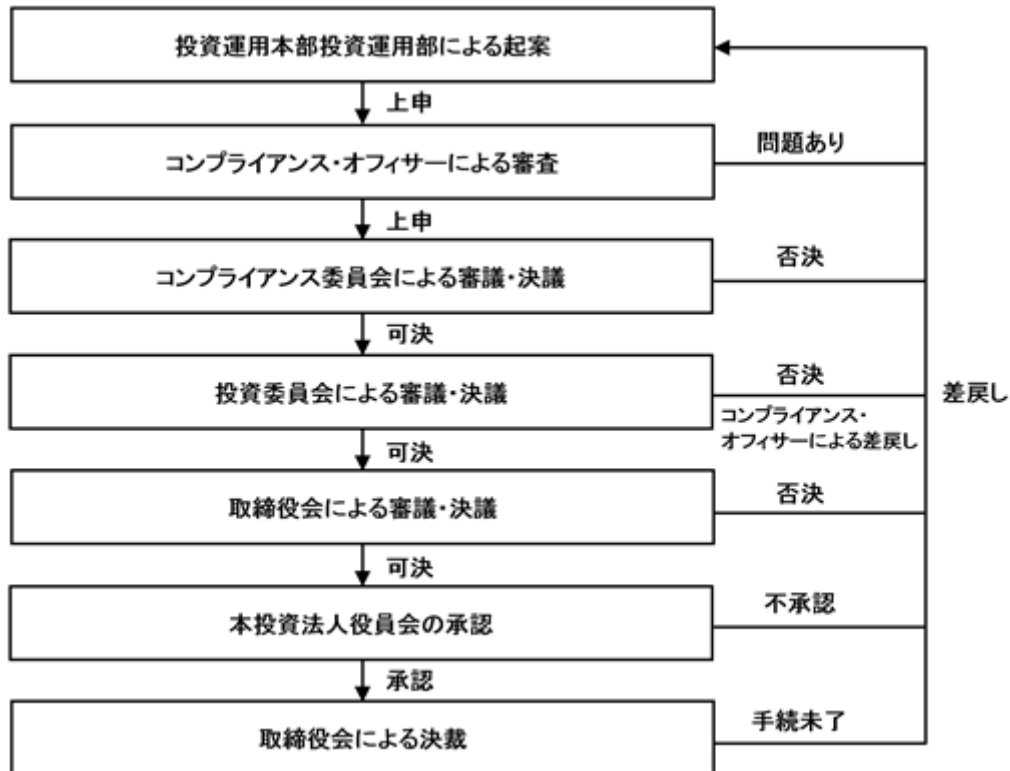 投資運用本部投資運用部による起案
上申
コンプライアンス・オフィサーによる審査
問題あり
上申
コンプライアンス委員会による審議・決議
否決
可決
投資委員会による審議・決議
否決
コンプライアンス・
オフィサーによる差戻し
差戻し
可決
取締役会による審議・決議
否決
可決
本投資法人役員会の承認
不承認
承認
取締役会による決裁
手続未了